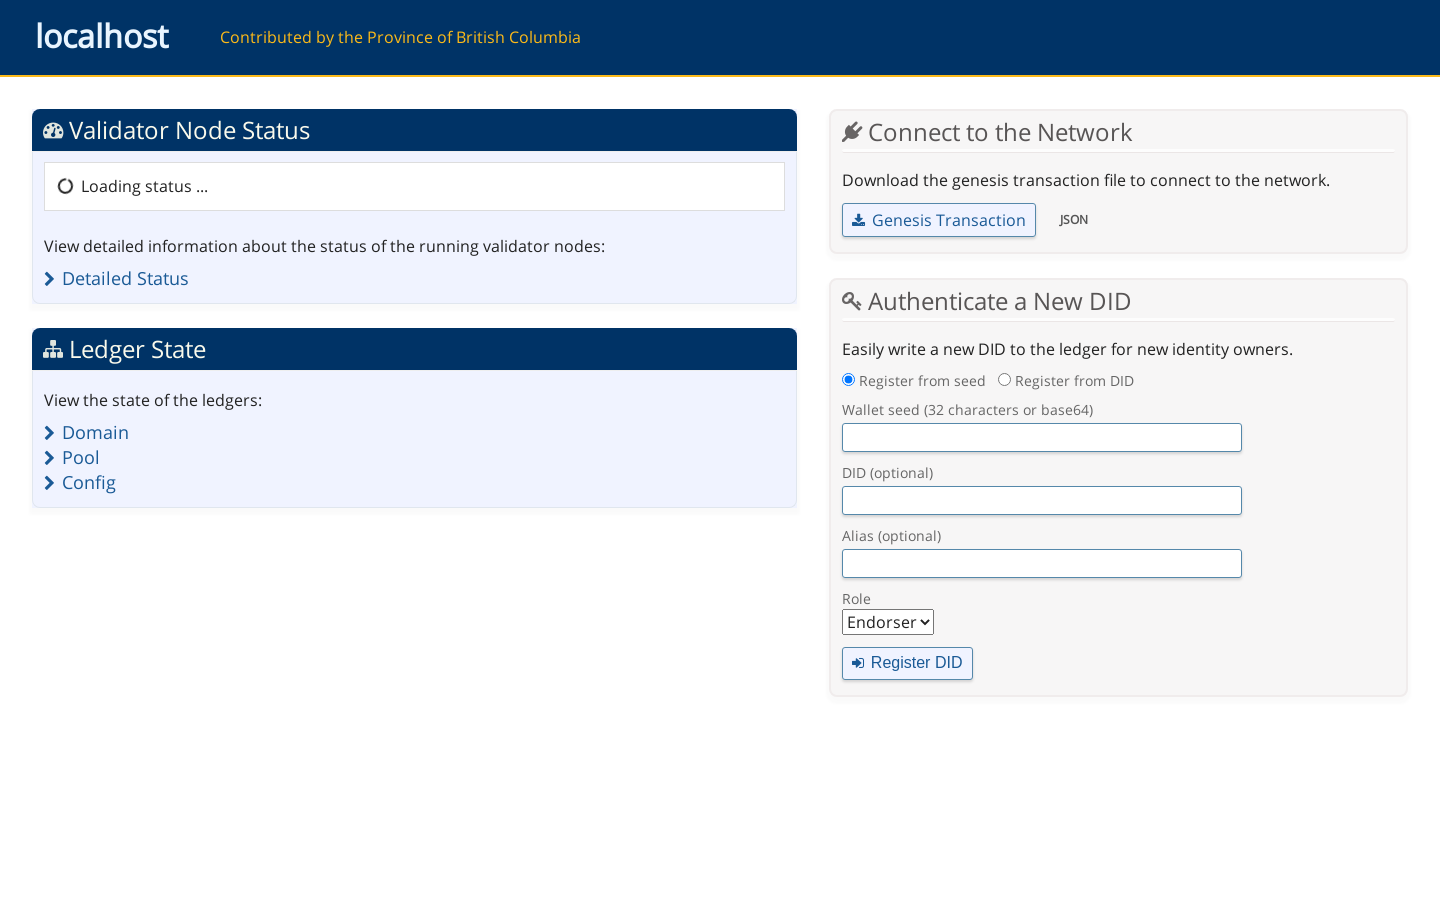 localhost
Contributed by the Province of British Columbia
Validator Node Status
Loading status ...
View detailed information about the status of the running validator nodes:
Detailed Status
Ledger State
View the state of the ledgers:
Domain
Pool
Config
Connect to the Network
Download the genesis transaction file to connect to the network.
Genesis Transaction JSON
Authenticate a New DID
Easily write a new DID to the ledger for new identity owners.
Register from seed Register from DID
Wallet seed (32 characters or base64)
DID (optional)
Alias (optional)
Role
Endorser
Register DID